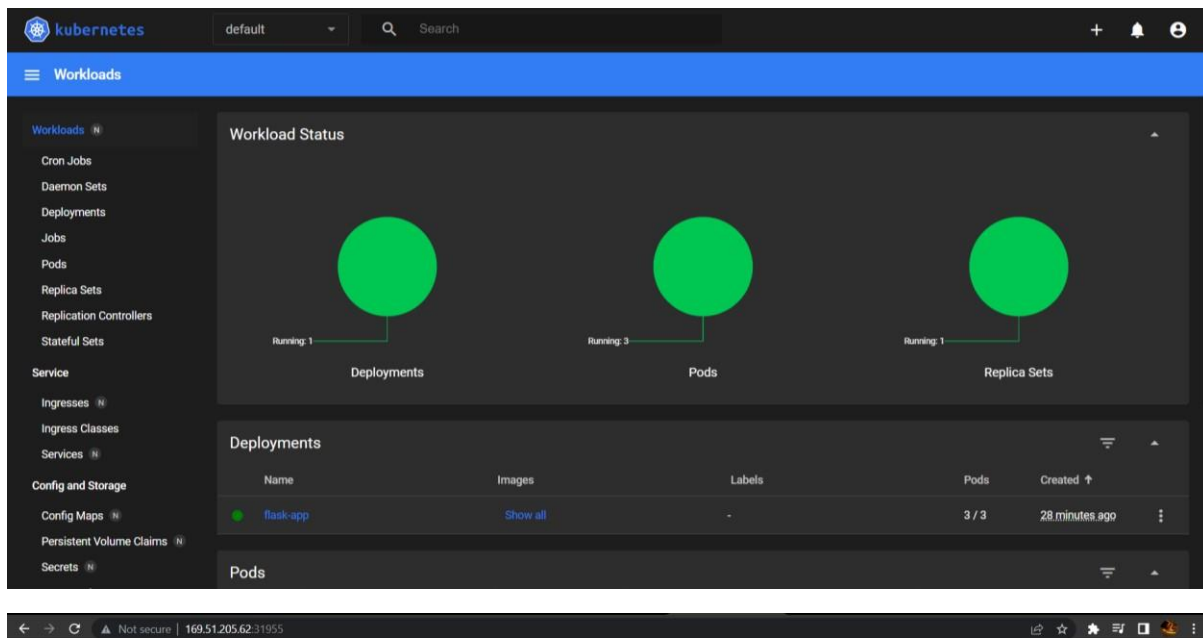 kubernetes
default
Search
Workloads
Workloads N
Cron Jobs
Daemon Sets
Deployments
Jobs
Pods
Replica Sets
Replication Controllers
Stateful Sets
Service
Ingresses N
Ingress Classes
Services N
Config and Storage
Config Maps N
Persistent Volume Claims N
Secrets N
Workload Status
Running: 1
Running: 3
Running: 1
Deployments
Pods
Replica Sets
Deployments
Name Images Labels Pods Created ↑
flask-app Show all - 3 / 3 28 minutes ago
Pods
Not secure | 169.51.205.62:31955